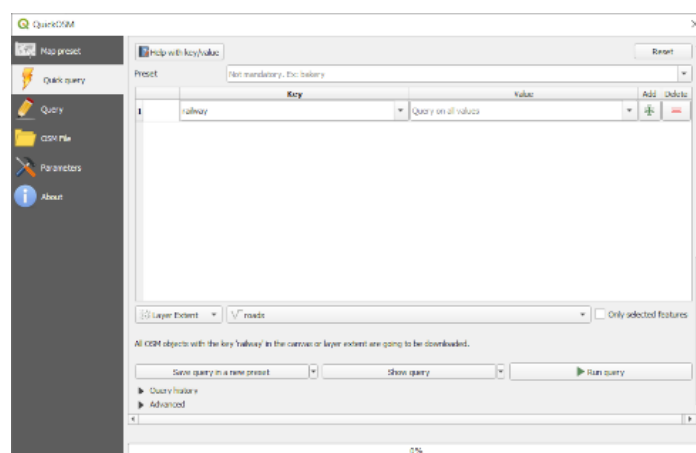 QuickOSM
Map preset
Quick query
Query
OSM File
Parameters
About
Help with key/value
Reset
Preset
Not mandatory. Ex: bakery
Key Value Add Delete
1 railway Query on all values
Layer Extent roads Only selected features
All OSM objects with the key 'railway' in the canvas or layer extent are going to be downloaded.
Save query in a new preset Show query Run query
Query history
Advanced
0%